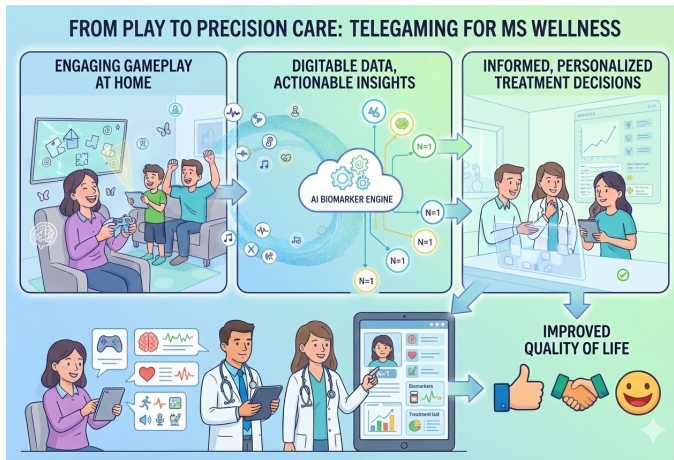 FROM PLAY TO PRECISION CARE: TELEGAMING FOR MS WELLNESS
ENGAGING GAMEPLAY
AT HOME
DIGITABLE DATA,
ACTIONABLE INSIGHTS
AI BIOMARKER ENGINE
N=1
N=1
N=1
N=1
N=1
INFORMED, PERSONALIZED
TREATMENT DECISIONS
N=1
Biomarkers
Treatment last
IMPROVED
QUALITY OF LIFE